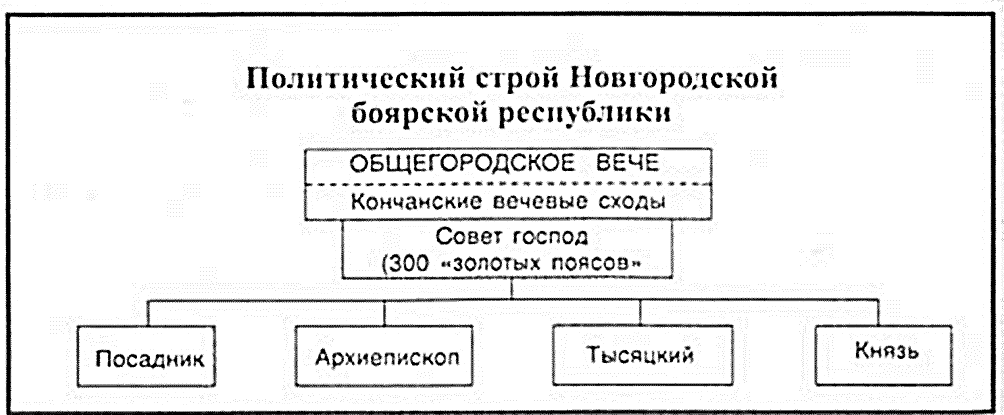 Политический строй Новгородской
боярской республики
ОБЩЕГОРОДСКОЕ ВЕЧЕ
Кончанские вечевые сходы
Совет господ
(300 «золотых поясов»
Посадник
Архиепископ
Тысяцкий
Князь